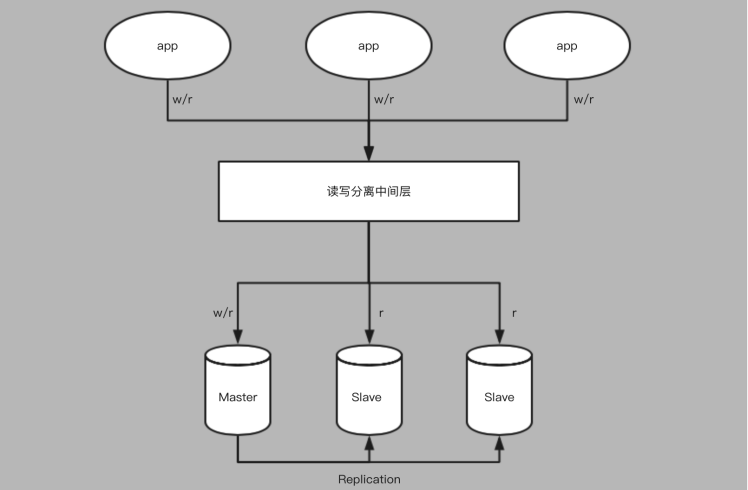 app
app
app
w/r
w/r
w/r
读写分离中间层
w/r
r
r
Master
Slave
Slave
Replication